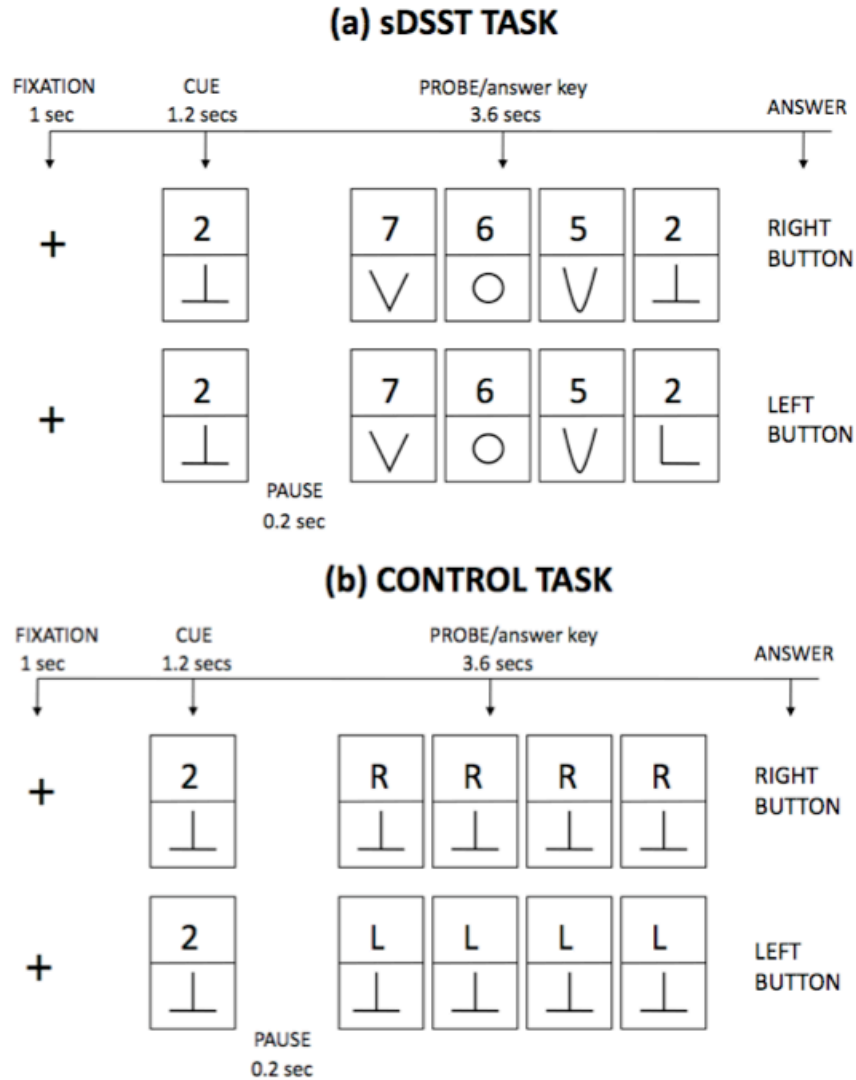 (a) sDSST TASK
FIXATION CUE PROBE/answer key
1 sec 1.2 secs 3.6 secs ANSWER
+ 2 7 6 5 2 RIGHT
BUTTON
+ 2 7 6 5 2 LEFT
BUTTON
PAUSE
0.2 sec
(b) CONTROL TASK
FIXATION CUE PROBE/answer key
1 sec 1.2 secs 3.6 secs ANSWER
+ 2 R R R R RIGHT
BUTTON
+ 2 L L L L LEFT
BUTTON
PAUSE
0.2 sec